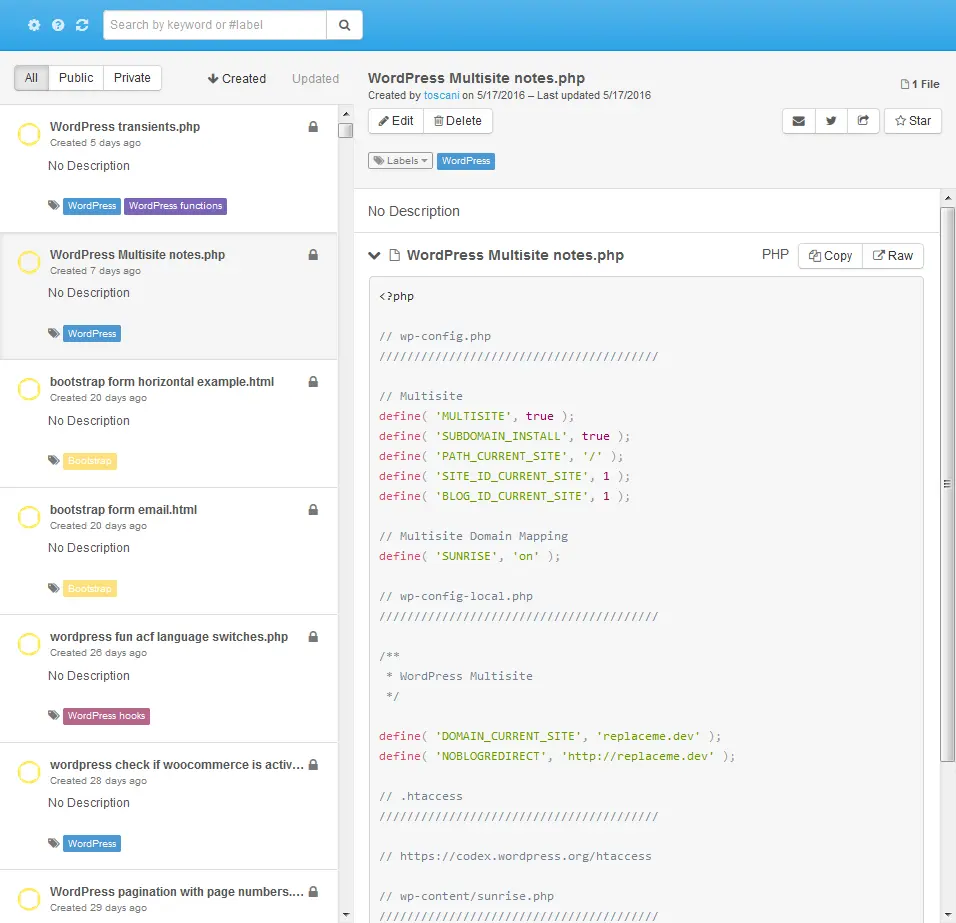 Search by keyword or #label
All Public Private Created Updated
WordPress transients.php
Created 5 days ago
No Description
WordPress WordPress functions
WordPress Multisite notes.php
Created 7 days ago
No Description
WordPress
bootstrap form horizontal example.html
Created 20 days ago
No Description
Bootstrap
bootstrap form email.html
Created 20 days ago
No Description
Bootstrap
wordpress fun acf language switches.php
Created 26 days ago
No Description
WordPress hooks
wordpress check if woocommerce is activ...
Created 28 days ago
No Description
WordPress
WordPress pagination with page numbers....
Created 29 days ago
WordPress Multisite notes.php
Created by toscani on 5/17/2016 – Last updated 5/17/2016
1 File
Edit Delete
Star
Labels WordPress
No Description
WordPress Multisite notes.php
PHP Copy Raw
<?php
// wp-config.php
////////////////////////////////////////
// Multisite
define( 'MULTISITE', true );
define( 'SUBDOMAIN_INSTALL', true );
define( 'PATH_CURRENT_SITE', '/' );
define( 'SITE_ID_CURRENT_SITE', 1 );
define( 'BLOG_ID_CURRENT_SITE', 1 );
// Multisite Domain Mapping
define( 'SUNRISE', 'on' );
// wp-config-local.php
////////////////////////////////////////
/**
* WordPress Multisite
*/
define( 'DOMAIN_CURRENT_SITE', 'replaceme.dev' );
define( 'NOBLOGREDIRECT', 'http://replaceme.dev' );
// .htaccess
////////////////////////////////////////
// https://codex.wordpress.org/htaccess
// wp-content/sunrise.php
////////////////////////////////////////